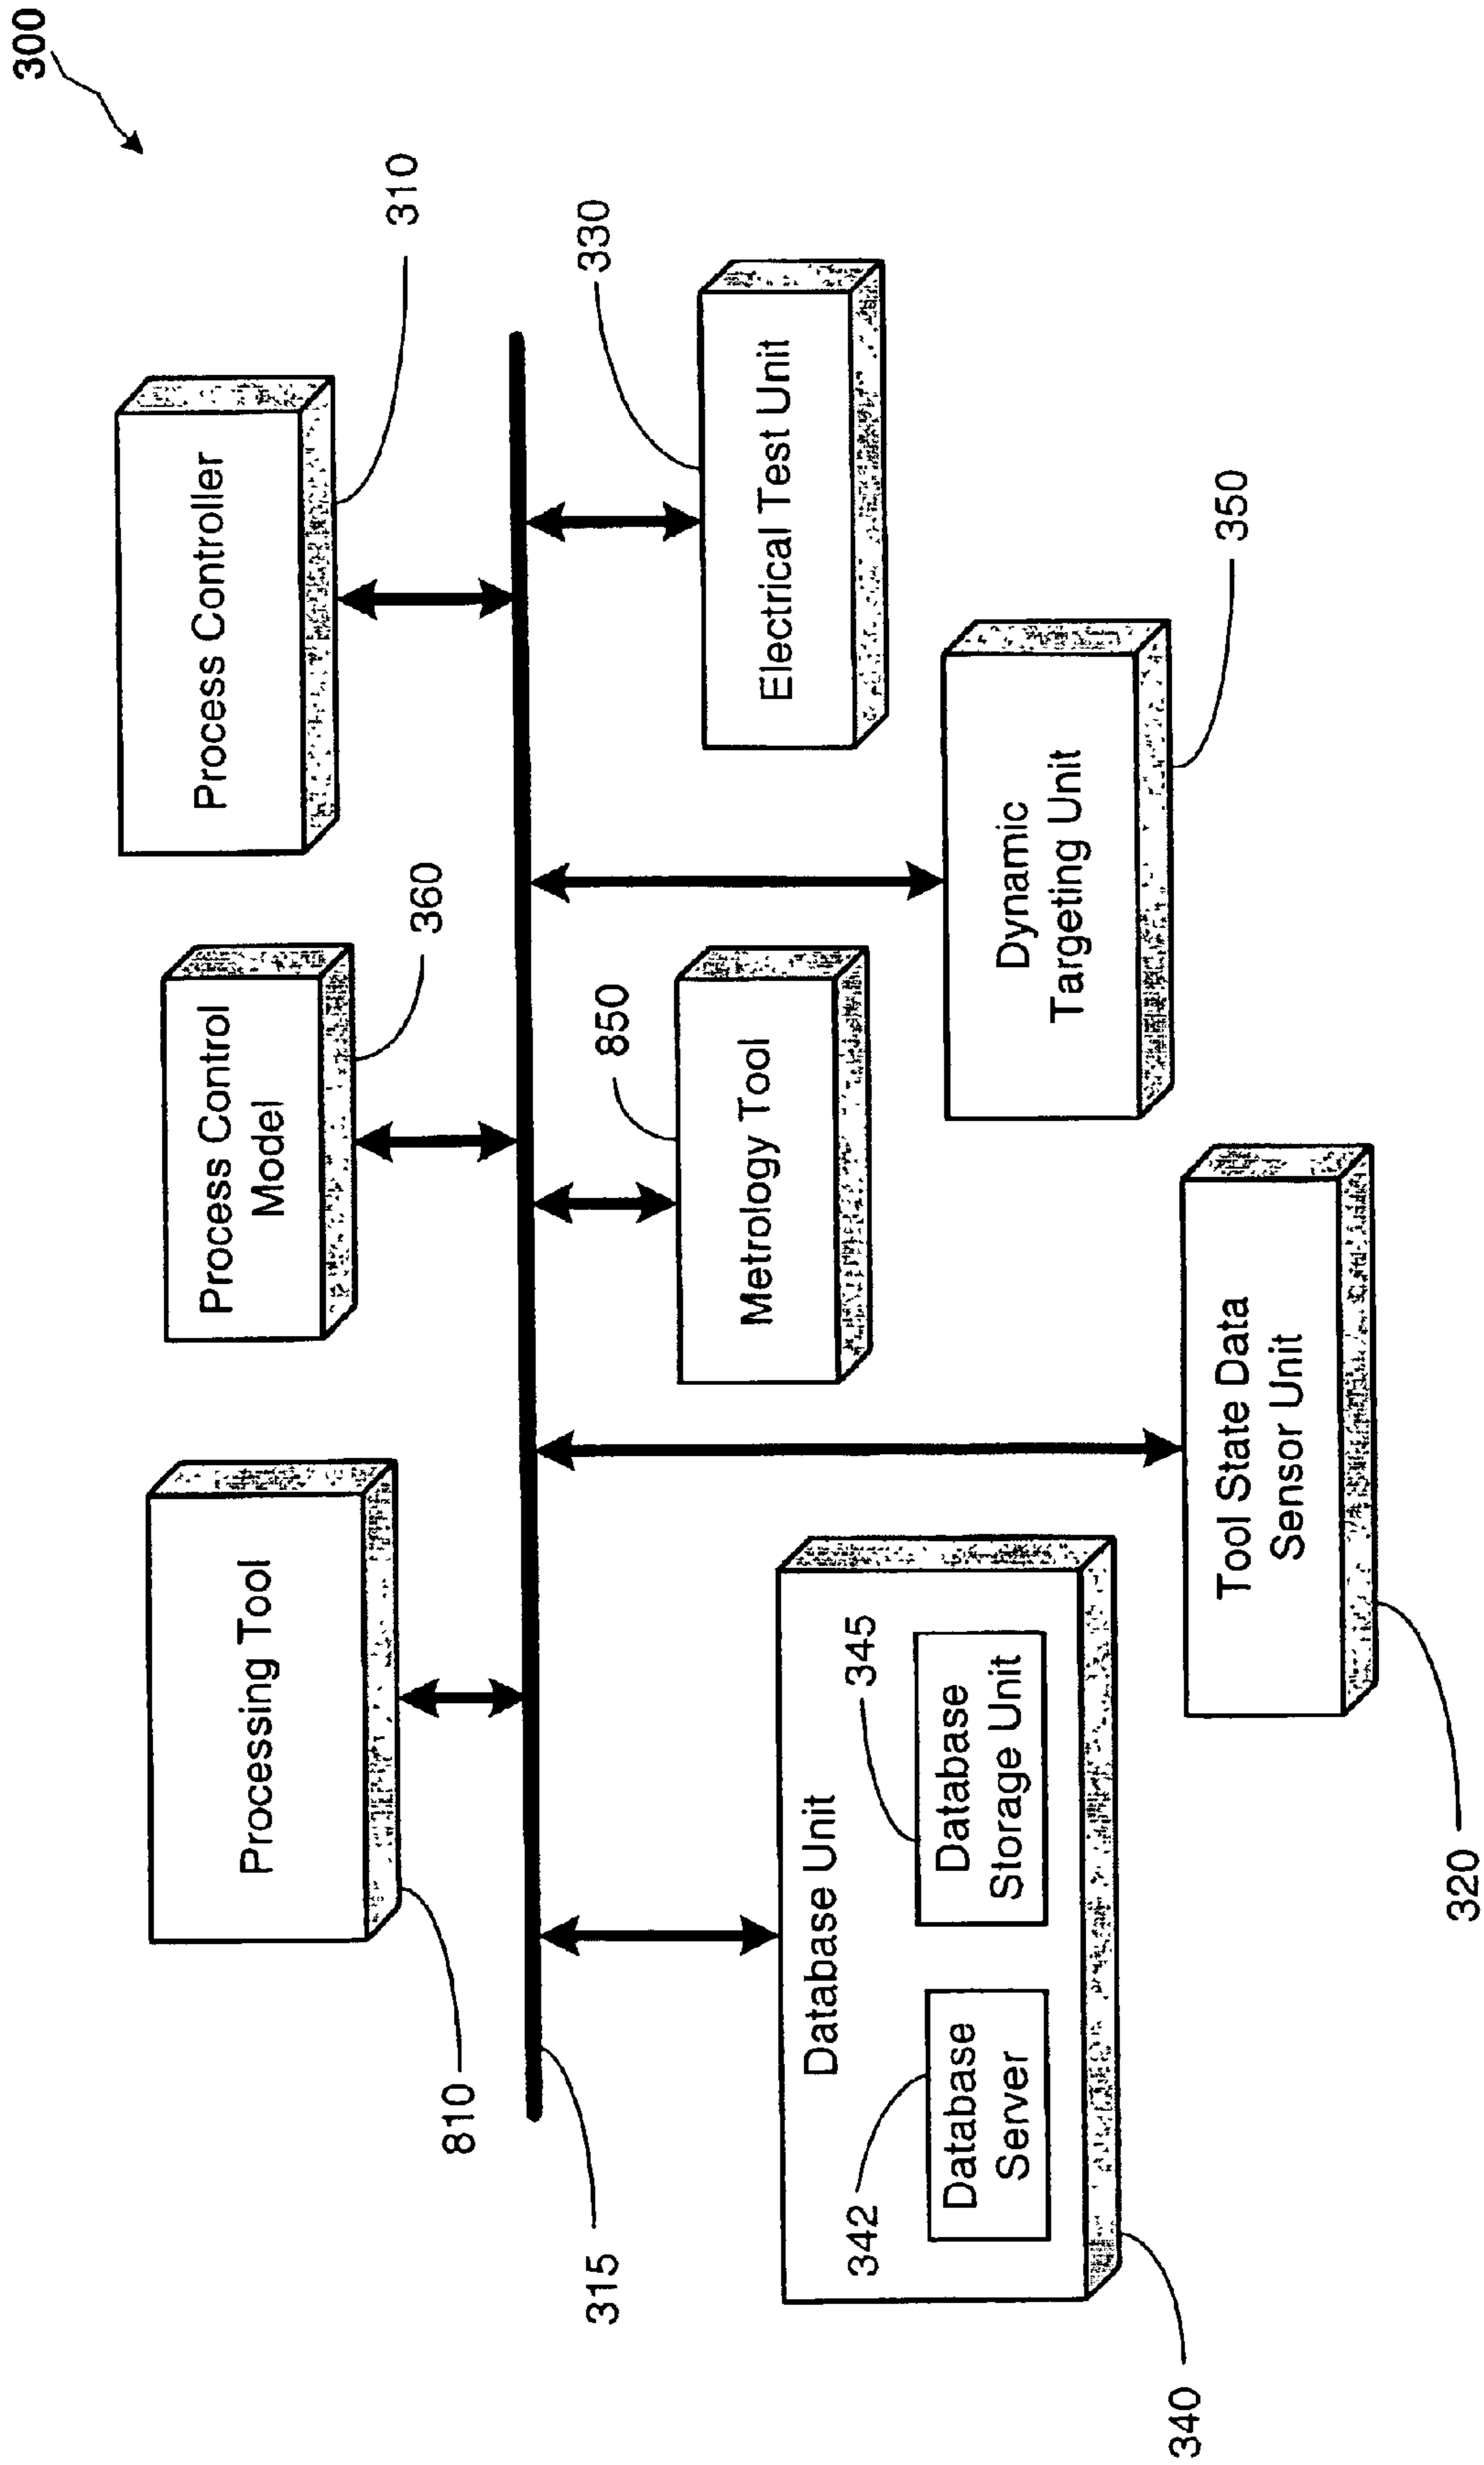 300
Processing Tool
810
Process Control
Model
360
Process Controller
310
315
Database Unit
342
Database
Server
345
Database
Storage Unit
340
Metrology Tool
850
Electrical Test Unit
330
Dynamic
Targeting Unit
350
Tool State Data
Sensor Unit
320